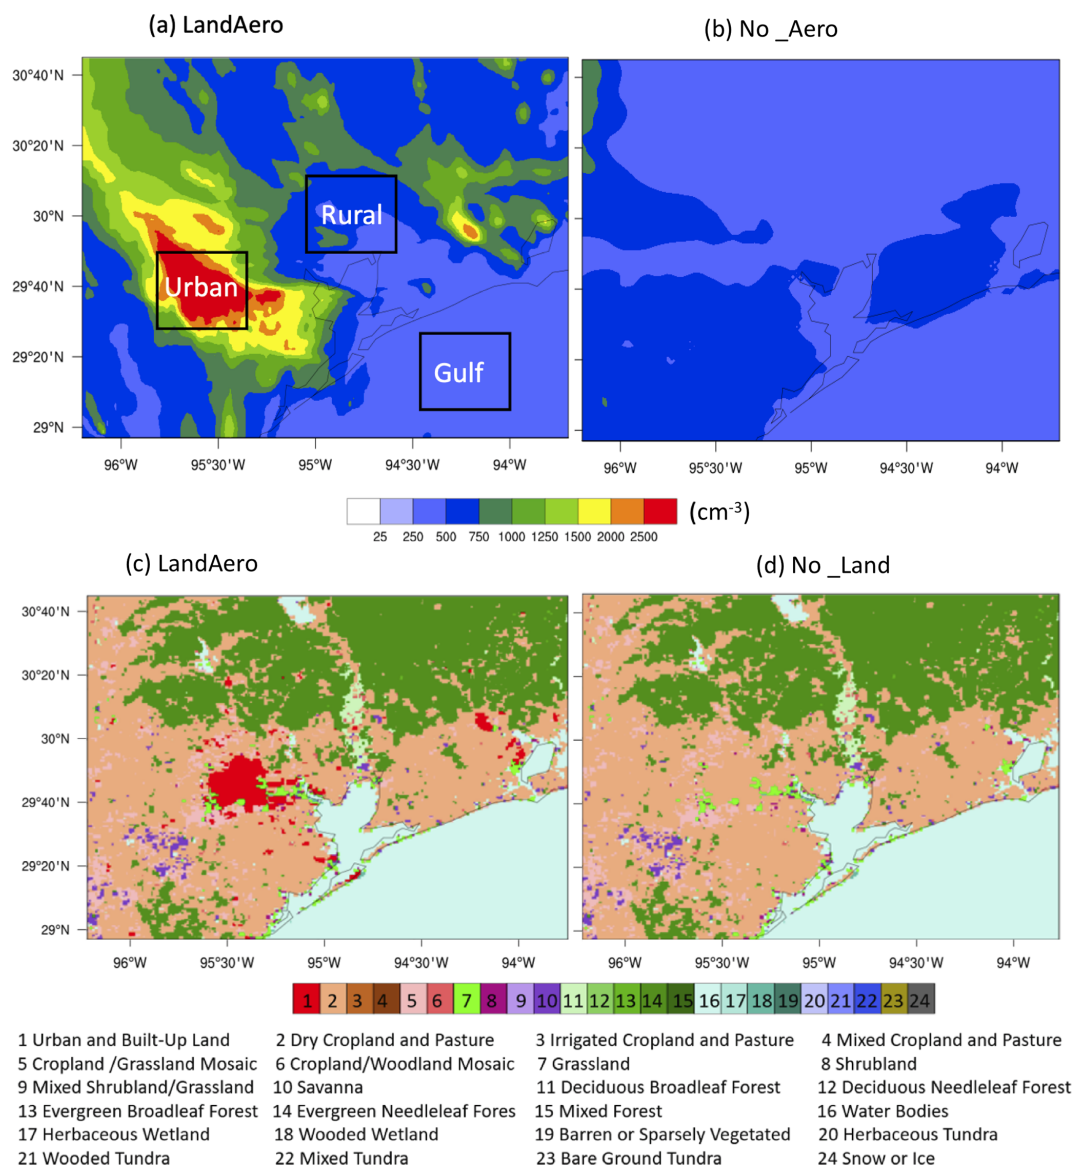 (a) LandAero
(b) No _Aero
30°40'N
30°20'N
30°N
29°40'N
29°20'N
29°N
Rural
Urban
Gulf
96°W 95°30'W 95°W 94°30'W 94°W
96°W 95°30'W 95°W 94°30'W 94°W
25 250 500 750 1000 1250 1500 2000 2500
(cm-3)
(c) LandAero
(d) No _Land
30°40'N
30°20'N
30°N
29°40'N
29°20'N
29°N
96°W 95°30'W 95°W 94°30'W 94°W
96°W 95°30'W 95°W 94°30'W 94°W
1 2 3 4 5 6 7 8 9 10 11 12 13 14 15 16 17 18 19 20 21 22 23 24
1 Urban and Built-Up Land 2 Dry Cropland and Pasture 3 Irrigated Cropland and Pasture 4 Mixed Cropland and Pasture
5 Cropland /Grassland Mosaic 6 Cropland/Woodland Mosaic 7 Grassland 8 Shrubland
9 Mixed Shrubland/Grassland 10 Savanna 11 Deciduous Broadleaf Forest 12 Deciduous Needleleaf Forest
13 Evergreen Broadleaf Forest 14 Evergreen Needleleaf Fores 15 Mixed Forest 16 Water Bodies
17 Herbaceous Wetland 18 Wooded Wetland 19 Barren or Sparsely Vegetated 20 Herbaceous Tundra
21 Wooded Tundra 22 Mixed Tundra 23 Bare Ground Tundra 24 Snow or Ice